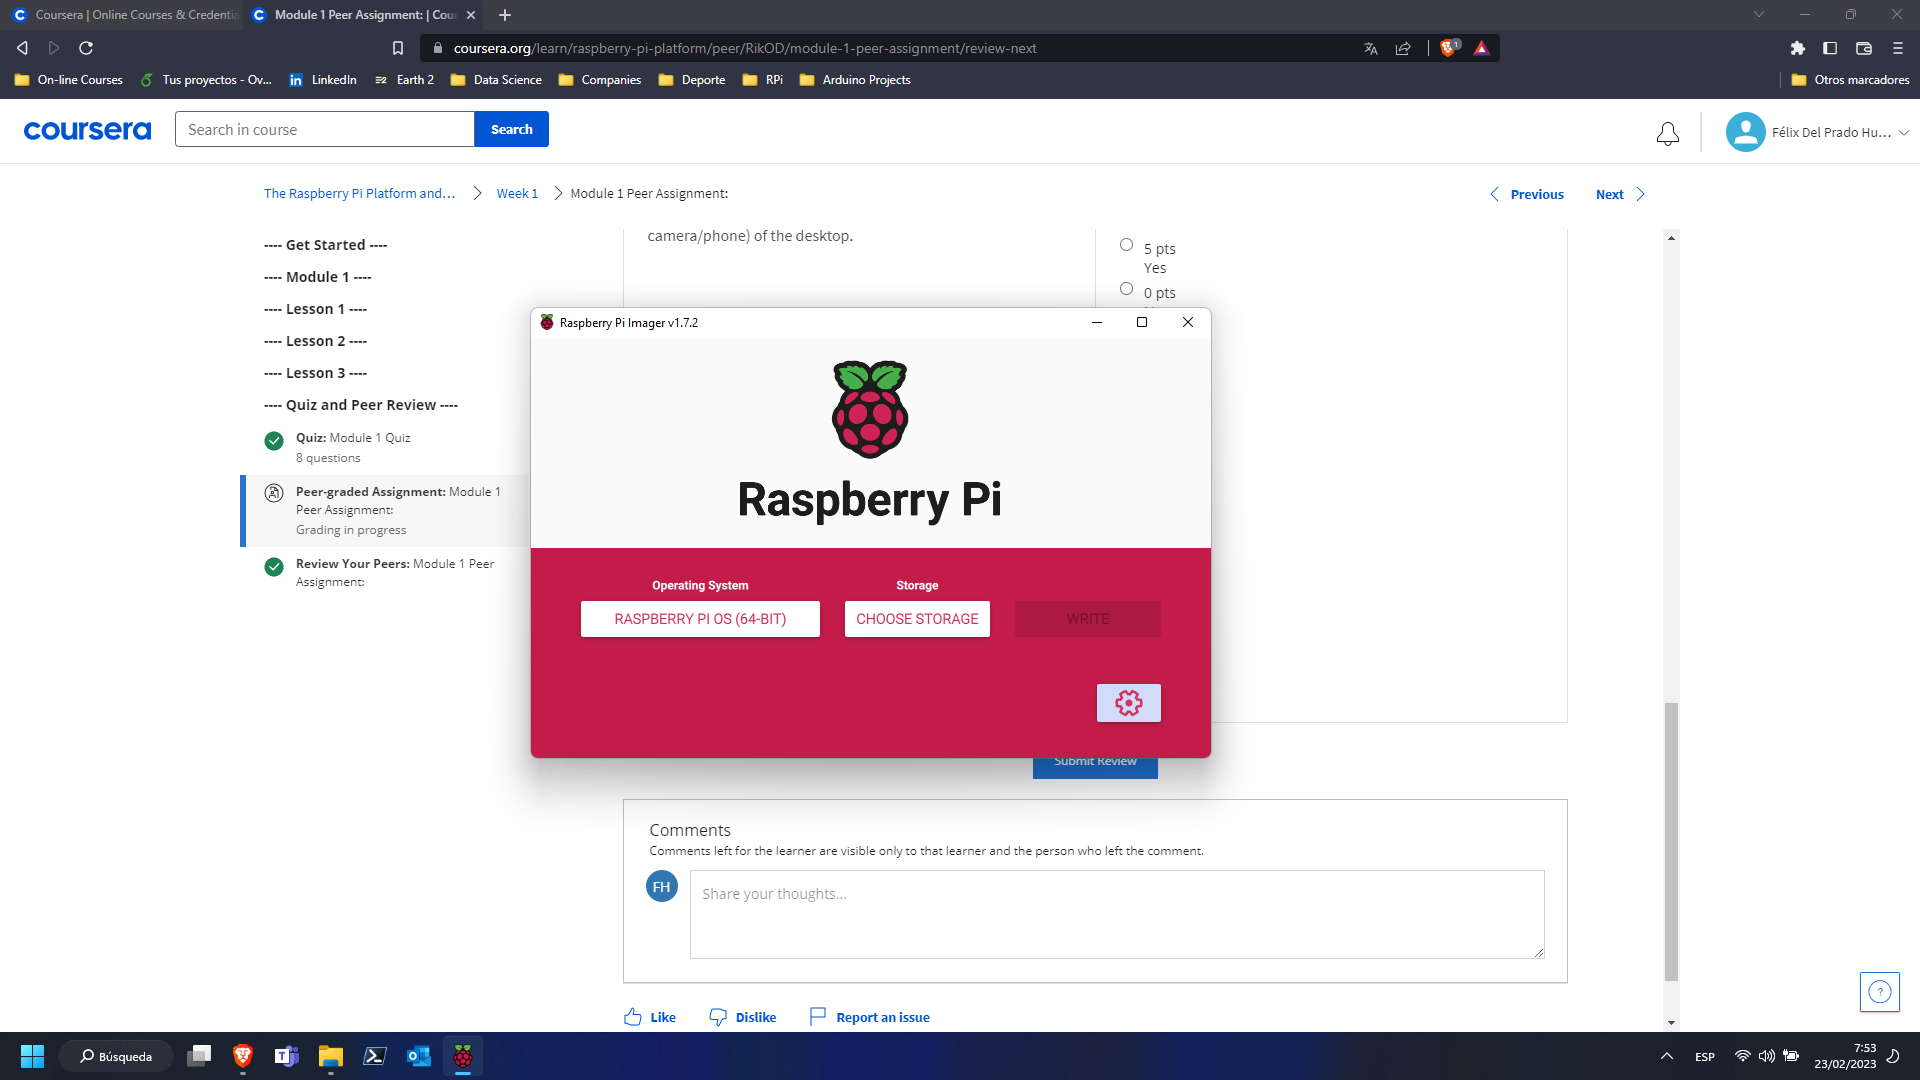 Coursera | Online Courses & Credentia
Module 1 Peer Assignment: | Cour
coursera.org/learn/raspberry-pi-platform/peer/RikOD/module-1-peer-assignment/review-next
1
On-line Courses
Tus proyectos - Ov...
LinkedIn
Earth 2
Data Science
Companies
Deporte
RPi
Arduino Projects
Otros marcadores
coursera
Search in course
Search
Félix Del Prado Hu...
The Raspberry Pi Platform and...
Week 1
Module 1 Peer Assignment:
Previous
Next
---- Get Started ----
---- Module 1 ----
---- Lesson 1 ----
---- Lesson 2 ----
---- Lesson 3 ----
---- Quiz and Peer Review ----
Quiz: Module 1 Quiz
8 questions
Peer-graded Assignment: Module 1
Peer Assignment:
Grading in progress
Review Your Peers: Module 1 Peer
Assignment:
camera/phone) of the desktop.
5 pts
Yes
0 pts
Raspberry Pi Imager v1.7.2
Raspberry Pi
Operating System
Storage
RASPBERRY PI OS (64-BIT)
CHOOSE STORAGE
WRITE
Submit Review
Comments
Comments left for the learner are visible only to that learner and the person who left the comment.
FH
Share your thoughts...
Like
Dislike
Report an issue
?
Búsqueda
ESP
7:53
23/02/2023